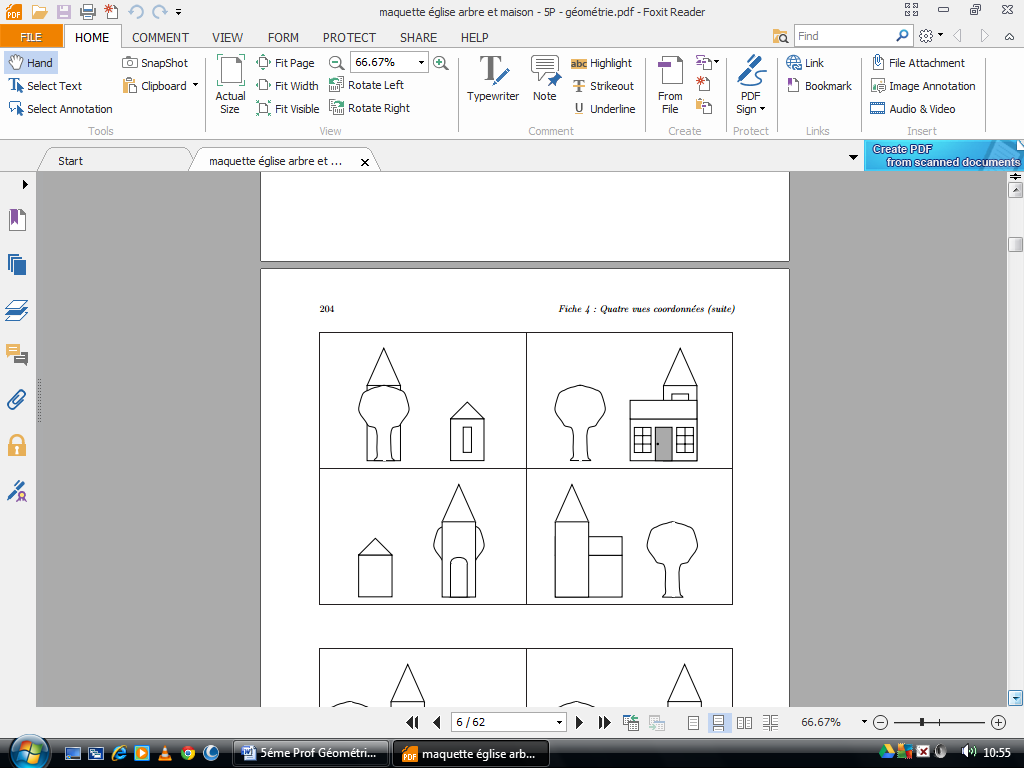 maquette église arbre et maison - 5P - géométrie.pdf - Foxit Reader
FILE HOME COMMENT VIEW FORM PROTECT SHARE HELP
Find
Hand
Select Text
Select Annotation
SnapShot
Clipboard
Tools
Actual
Size
Fit Page
Fit Width
Fit Visible
66.67%
Rotate Left
Rotate Right
View
Typewriter
Note
Highlight
Strikeout
Underline
Comment
From
File
Create
PDF
Sign
Protect
Link
Bookmark
Links
File Attachment
Image Annotation
Audio & Video
Insert
Start
maquette église arbre et ...
Create PDF
from scanned documents
204
Fiche 4 : Quatre vues coordonnées (suite)
6 / 62
66.67%
5éme Prof Géométri...
maquette église arb...
10:55